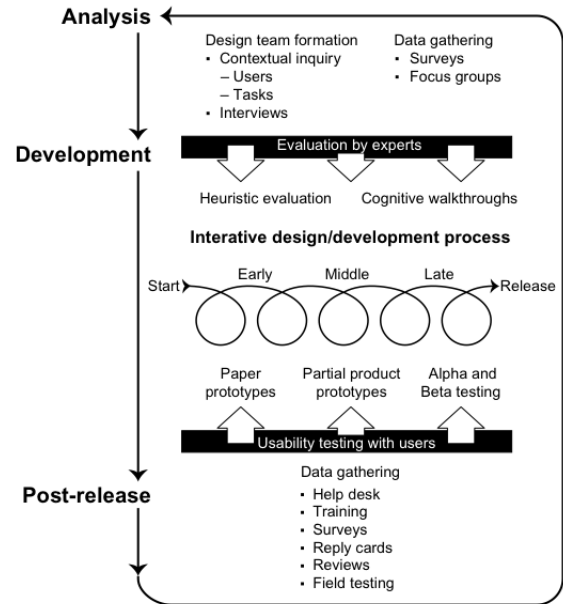 Analysis
Design team formation
▪ Contextual inquiry
– Users
– Tasks
▪ Interviews
Data gathering
▪ Surveys
▪ Focus groups
Development
Evaluation by experts
Heuristic evaluation
Cognitive walkthroughs
Interative design/development process
Early
Middle
Late
Start
Release
Paper
prototypes
Partial product
prototypes
Alpha and
Beta testing
Usability testing with users
Post-release
Data gathering
▪ Help desk
▪ Training
▪ Surveys
▪ Reply cards
▪ Reviews
▪ Field testing